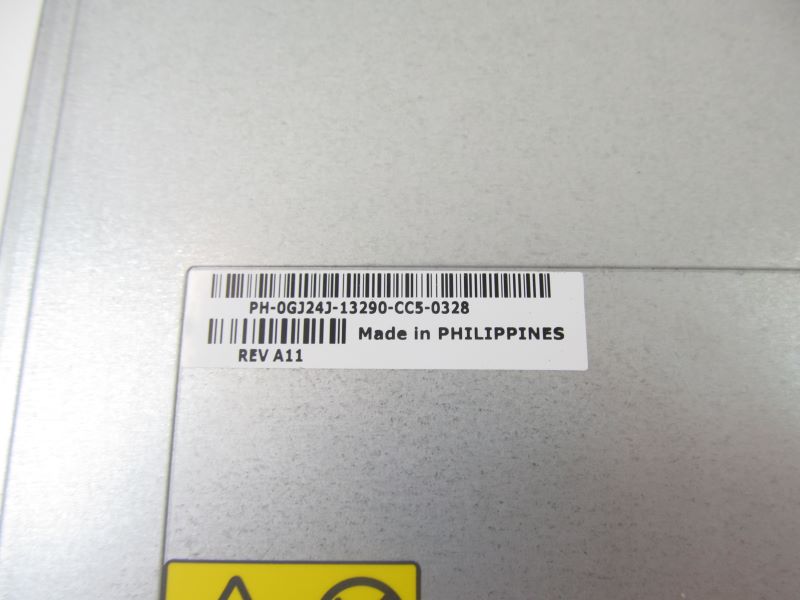 PH-0GJ24J-13290-CC5-0328
Made in PHILIPPINES
REV A11